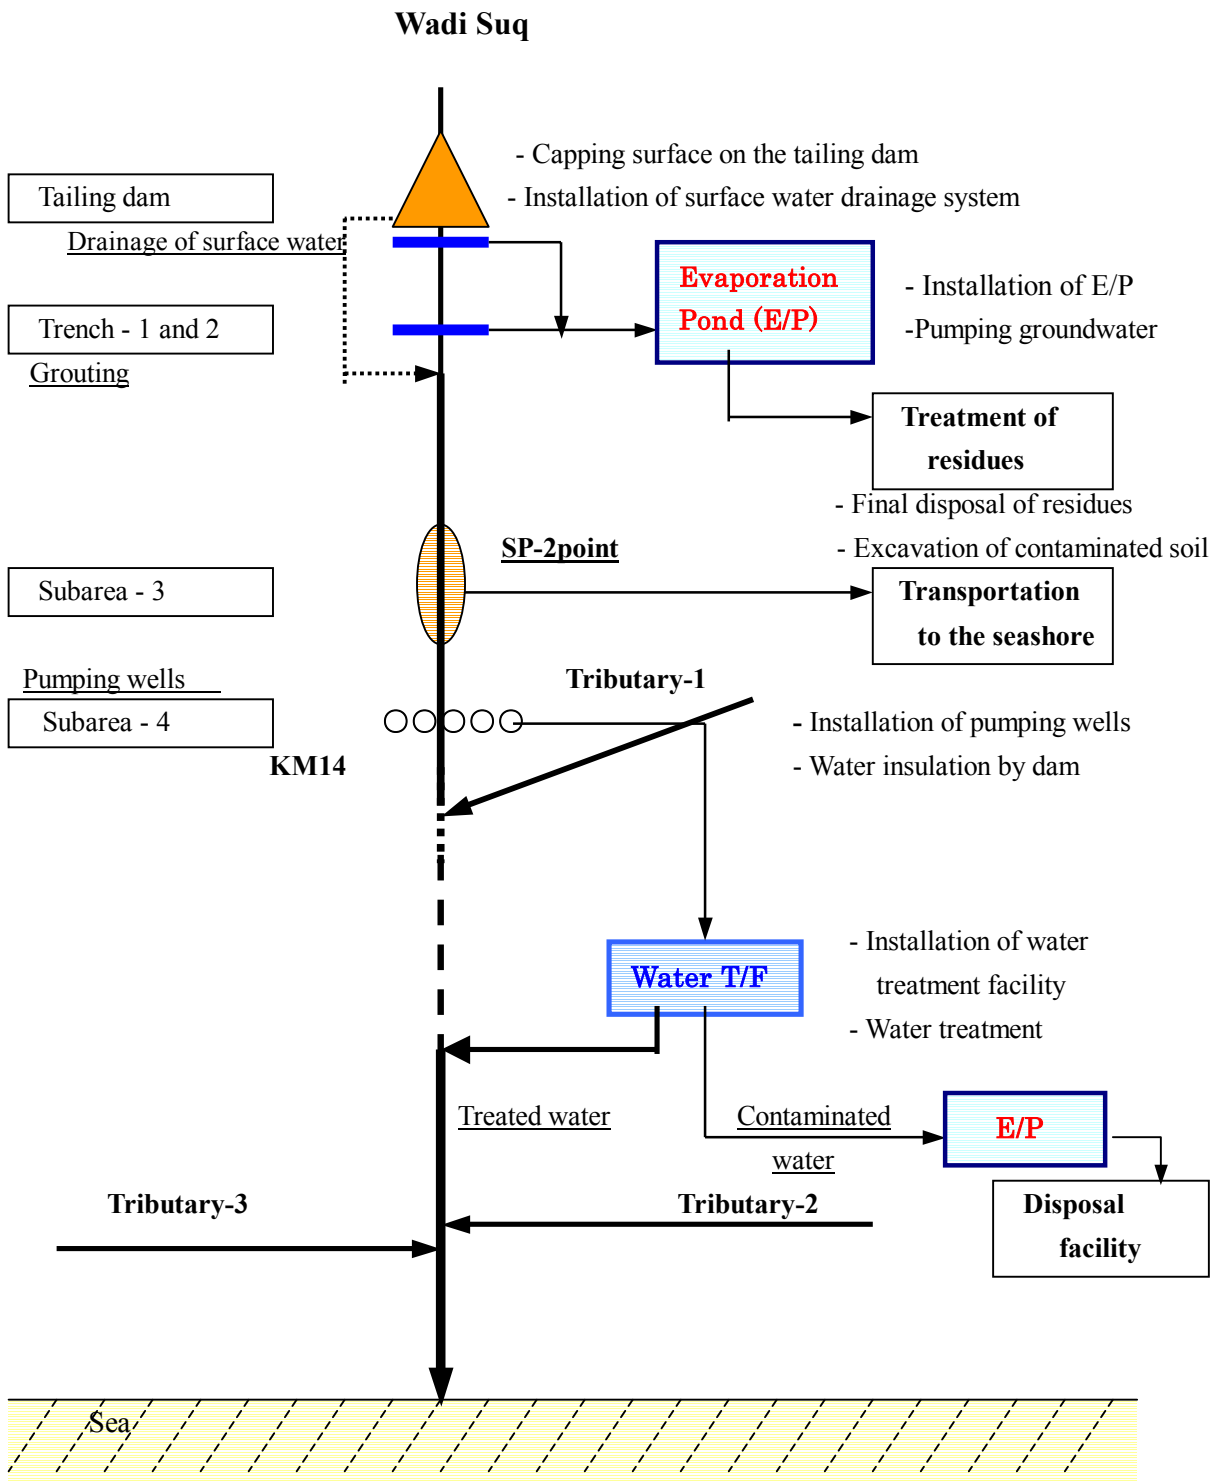 Wadi Suq
- Capping surface on the tailing dam
Tailing dam
- Installation of surface water drainage system
Drainage of surface water
Evaporation
Pond (E/P)
- Installation of E/P
-Pumping groundwater
Trench - 1 and 2
Grouting
Treatment of
residues
- Final disposal of residues
SP-2point
- Excavation of contaminated soil
Subarea - 3
Transportation
to the seashore
Pumping wells
Tributary-1
Subarea - 4
- Installation of pumping wells
KM14
- Water insulation by dam
Water T/F
- Installation of water
treatment facility
- Water treatment
Treated water
Contaminated
water
E/P
Tributary-3
Tributary-2
Disposal
facility
Sea